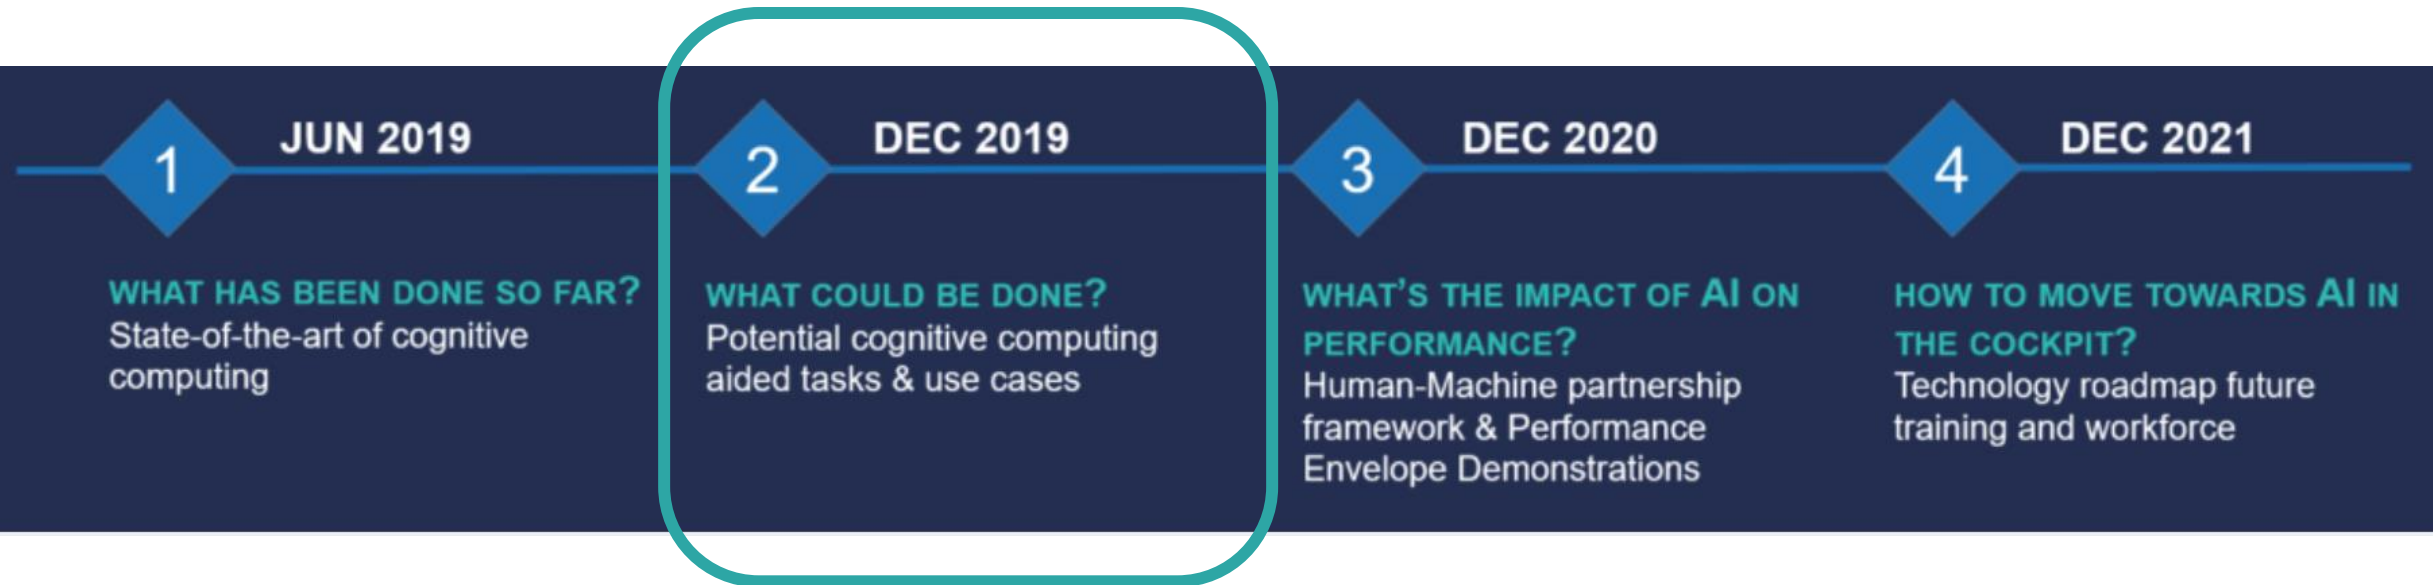 1
JUN 2019
WHAT HAS BEEN DONE SO FAR?
State-of-the-art of cognitive
computing
2
DEC 2019
WHAT COULD BE DONE?
Potential cognitive computing
aided tasks & use cases
3
DEC 2020
WHAT'S THE IMPACT OF AI ON
PERFORMANCE?
Human-Machine partnership
framework & Performance
Envelope Demonstrations
4
DEC 2021
HOW TO MOVE TOWARDS AI IN
THE COCKPIT?
Technology roadmap future
training and workforce